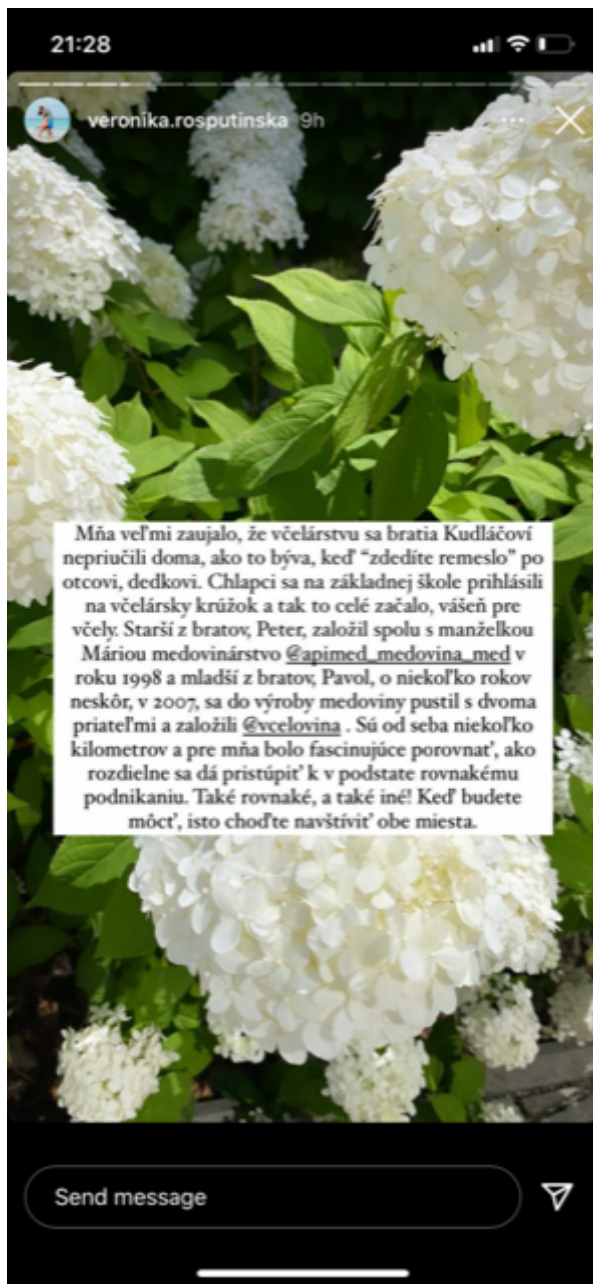 21:28
veronika.rosputinska 9h
Mňa veľmi zaujalo, že včelárstvu sa bratia Kudláčoví
nepriučili doma, ako to býva, keď “zdedíte remeslo” po
otcovi, dedkovi. Chlapci sa na základnej škole prihlásili
na včelársky krúžok a tak to celé začalo, vášeň pre
včely. Starší z bratov, Peter, založil spolu s manželkou
Máriou medovinárstvo @apimed_medovina_med v
roku 1998 a mladší z bratov, Pavol, o niekoľko rokov
neskôr, v 2007, sa do výroby medoviny pustil s dvoma
priateľmi a založili @vcelovina . Sú od seba niekoľko
kilometrov a pre mňa bolo fascinujúce porovnať, ako
rozdielne sa dá pristúpiť k v podstate rovnakému
podnikaniu. Také rovnaké, a také iné! Keď budete
môcť, isto choďte navštíviť obe miesta.
Send message